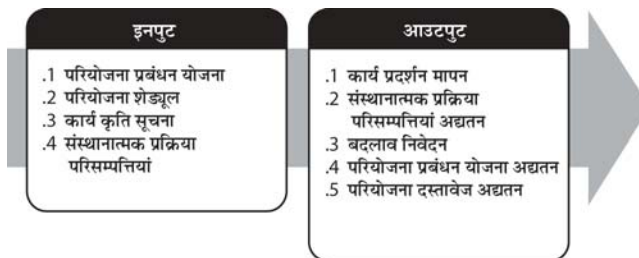 इनपुट
.1 परियोजना प्रबंधन योजना
.2 परियोजना शेड्यूल
.3 कार्य कृति सूचना
.4 संस्थानात्मक प्रक्रिया
परिसम्पत्तियां
आउटपुट
.1 कार्य प्रदर्शन मापन
.2 संस्थानात्मक प्रक्रिया
परिसम्पत्तियां अद्यतन
.3 बदलाव निवेदन
.4 परियोजना प्रबंधन योजना अद्यतन
.5 परियोजना दस्तावेज अद्यतन